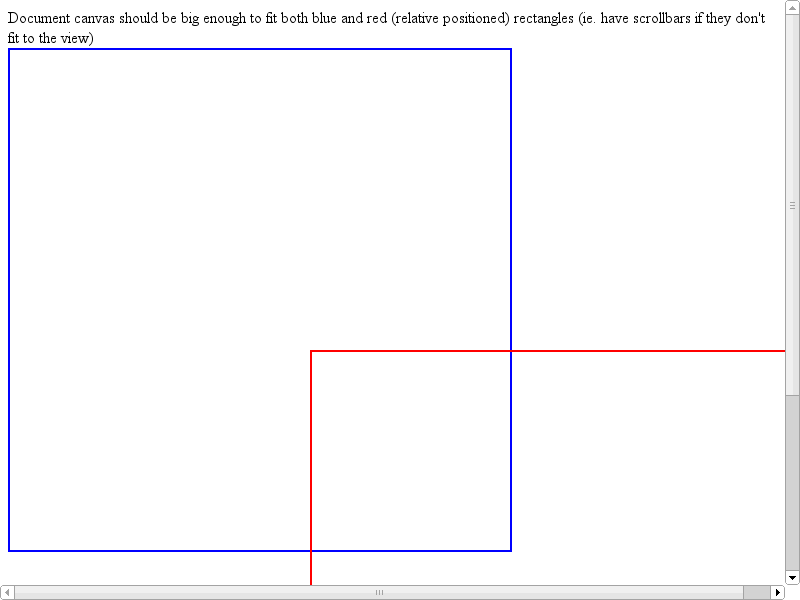 Document canvas should be big enough to fit both blue and red (relative positioned) rectangles (ie. have scrollbars if they don't
fit to the view)